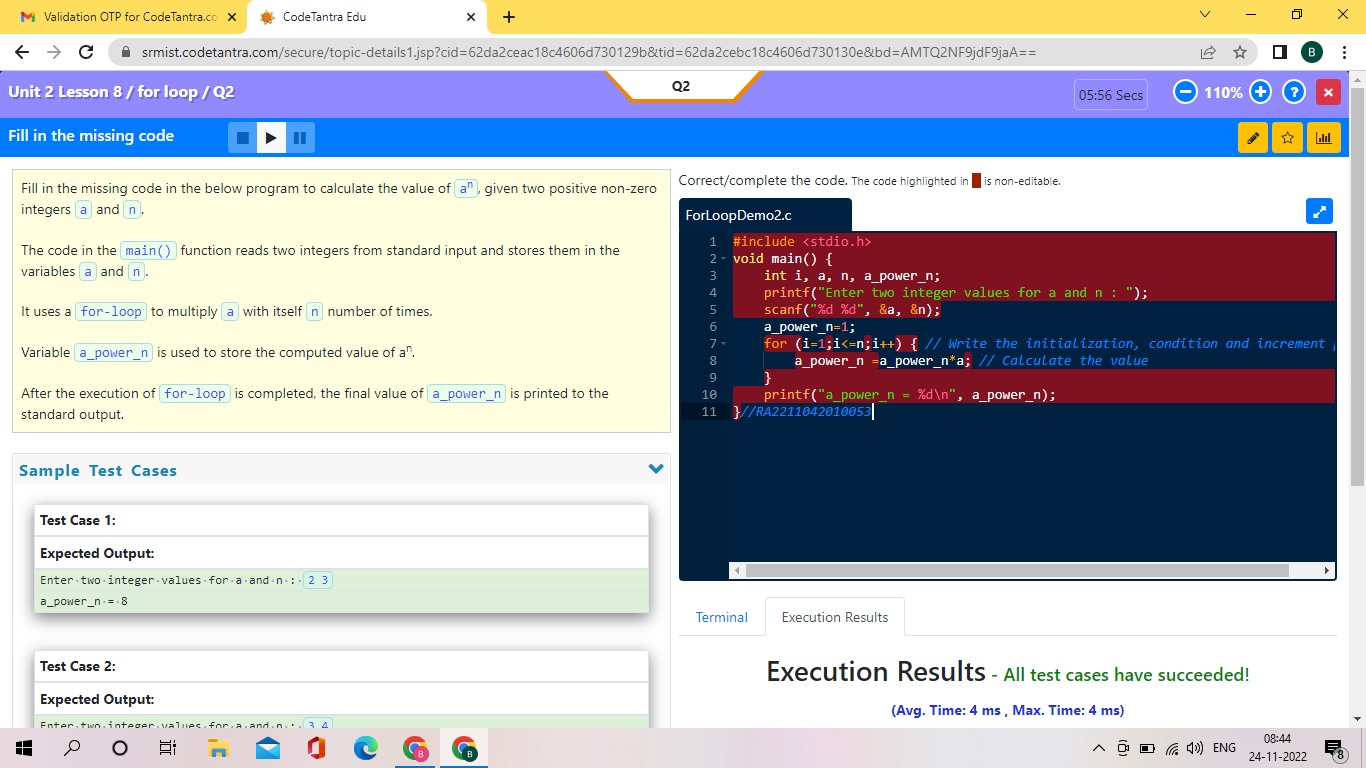 Validation OTP for CodeTantra.co
CodeTantra Edu
srmist.codetantra.com/secure/topic-details1.jsp?cid=62da2ceac18c4606d730129b&tid=62da2cebc18c4606d730130e&bd=AMTQ2NF9jdF9jaA==
B
Unit 2 Lesson 8 / for loop / Q2
Q2
05:56 Secs
110%
Fill in the missing code
Fill in the missing code in the below program to calculate the value of aⁿ, given two positive non-zero
integers a and n.
The code in the main() function reads two integers from standard input and stores them in the
variables a and n.
It uses a for-loop to multiply a with itself n number of times.
Variable a_power_n is used to store the computed value of aⁿ.
After the execution of for-loop is completed, the final value of a_power_n is printed to the
standard output.
Sample Test Cases
Test Case 1:
Expected Output:
Enter·two·integer·values·for·a·and·n·:·2 3
a_power_n·=·8
Test Case 2:
Expected Output:
Enter·two·integer·values·for·a·and·n·:·3 4
Correct/complete the code. The code highlighted in is non-editable.
ForLoopDemo2.c
1 #include <stdio.h>
2 void main() {
3 int i, a, n, a_power_n;
4 printf("Enter two integer values for a and n : ");
5 scanf("%d %d", &a, &n);
6 a_power_n=1;
7 for (i=1;i<=n;i++) { // Write the initialization, condition and increment
8 a_power_n =a_power_n*a; // Calculate the value
9 }
10 printf("a_power_n = %d\n", a_power_n);
11 }//RA2211042010053
Terminal
Execution Results
Execution Results - All test cases have succeeded!
(Avg. Time: 4 ms , Max. Time: 4 ms)
B
B
ENG
08:44
24-11-2022
8